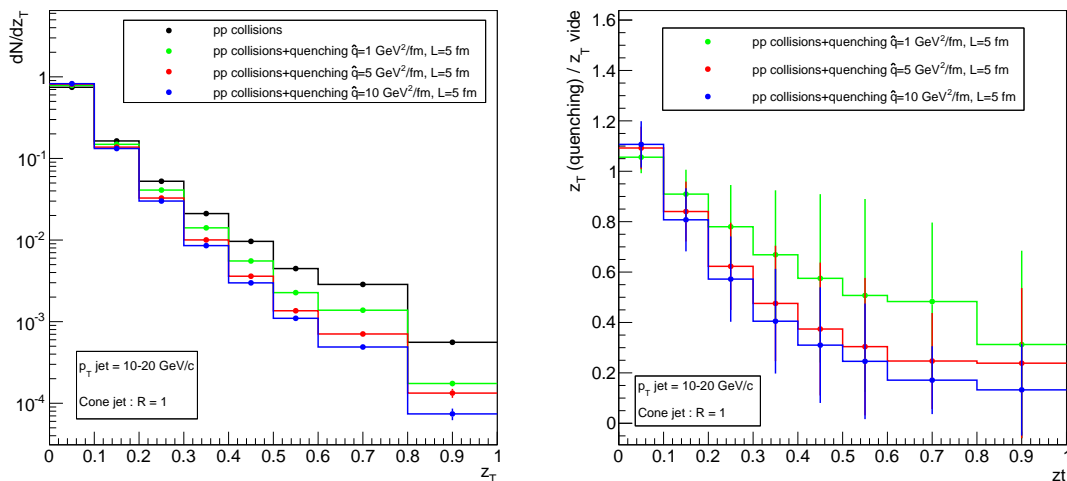 dN/dz_T
pp collisions
pp collisions+quenching q̂=1 GeV²/fm, L=5 fm
pp collisions+quenching q̂=5 GeV²/fm, L=5 fm
pp collisions+quenching q̂=10 GeV²/fm, L=5 fm
1
10⁻¹
10⁻²
10⁻³
10⁻⁴
p_T jet = 10-20 GeV/c
Cone jet : R = 1
0 0.1 0.2 0.3 0.4 0.5 0.6 0.7 0.8 0.9 1
z_T
z_T (quenching) / z_T vide
pp collisions+quenching q̂=1 GeV²/fm, L=5 fm
pp collisions+quenching q̂=5 GeV²/fm, L=5 fm
pp collisions+quenching q̂=10 GeV²/fm, L=5 fm
1.6
1.4
1.2
1
0.8
0.6
0.4
0.2
0
p_T jet = 10-20 GeV/c
Cone jet : R = 1
0 0.1 0.2 0.3 0.4 0.5 0.6 0.7 0.8 0.9 1
zt